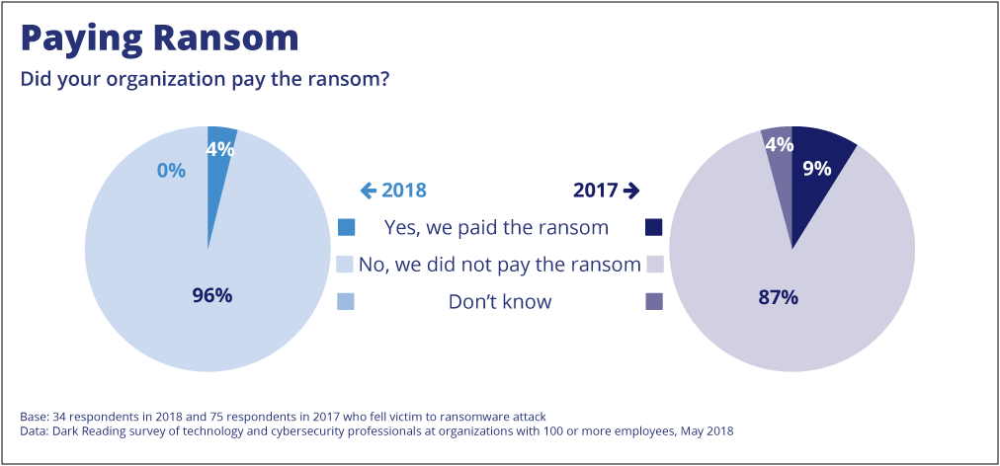 Paying Ransom
Did your organization pay the ransom?
4%
0%
96%
← 2018
2017 →
Yes, we paid the ransom
No, we did not pay the ransom
Don’t know
4%
9%
87%
Base: 34 respondents in 2018 and 75 respondents in 2017 who fell victim to ransomware attack
Data: Dark Reading survey of technology and cybersecurity professionals at organizations with 100 or more employees, May 2018